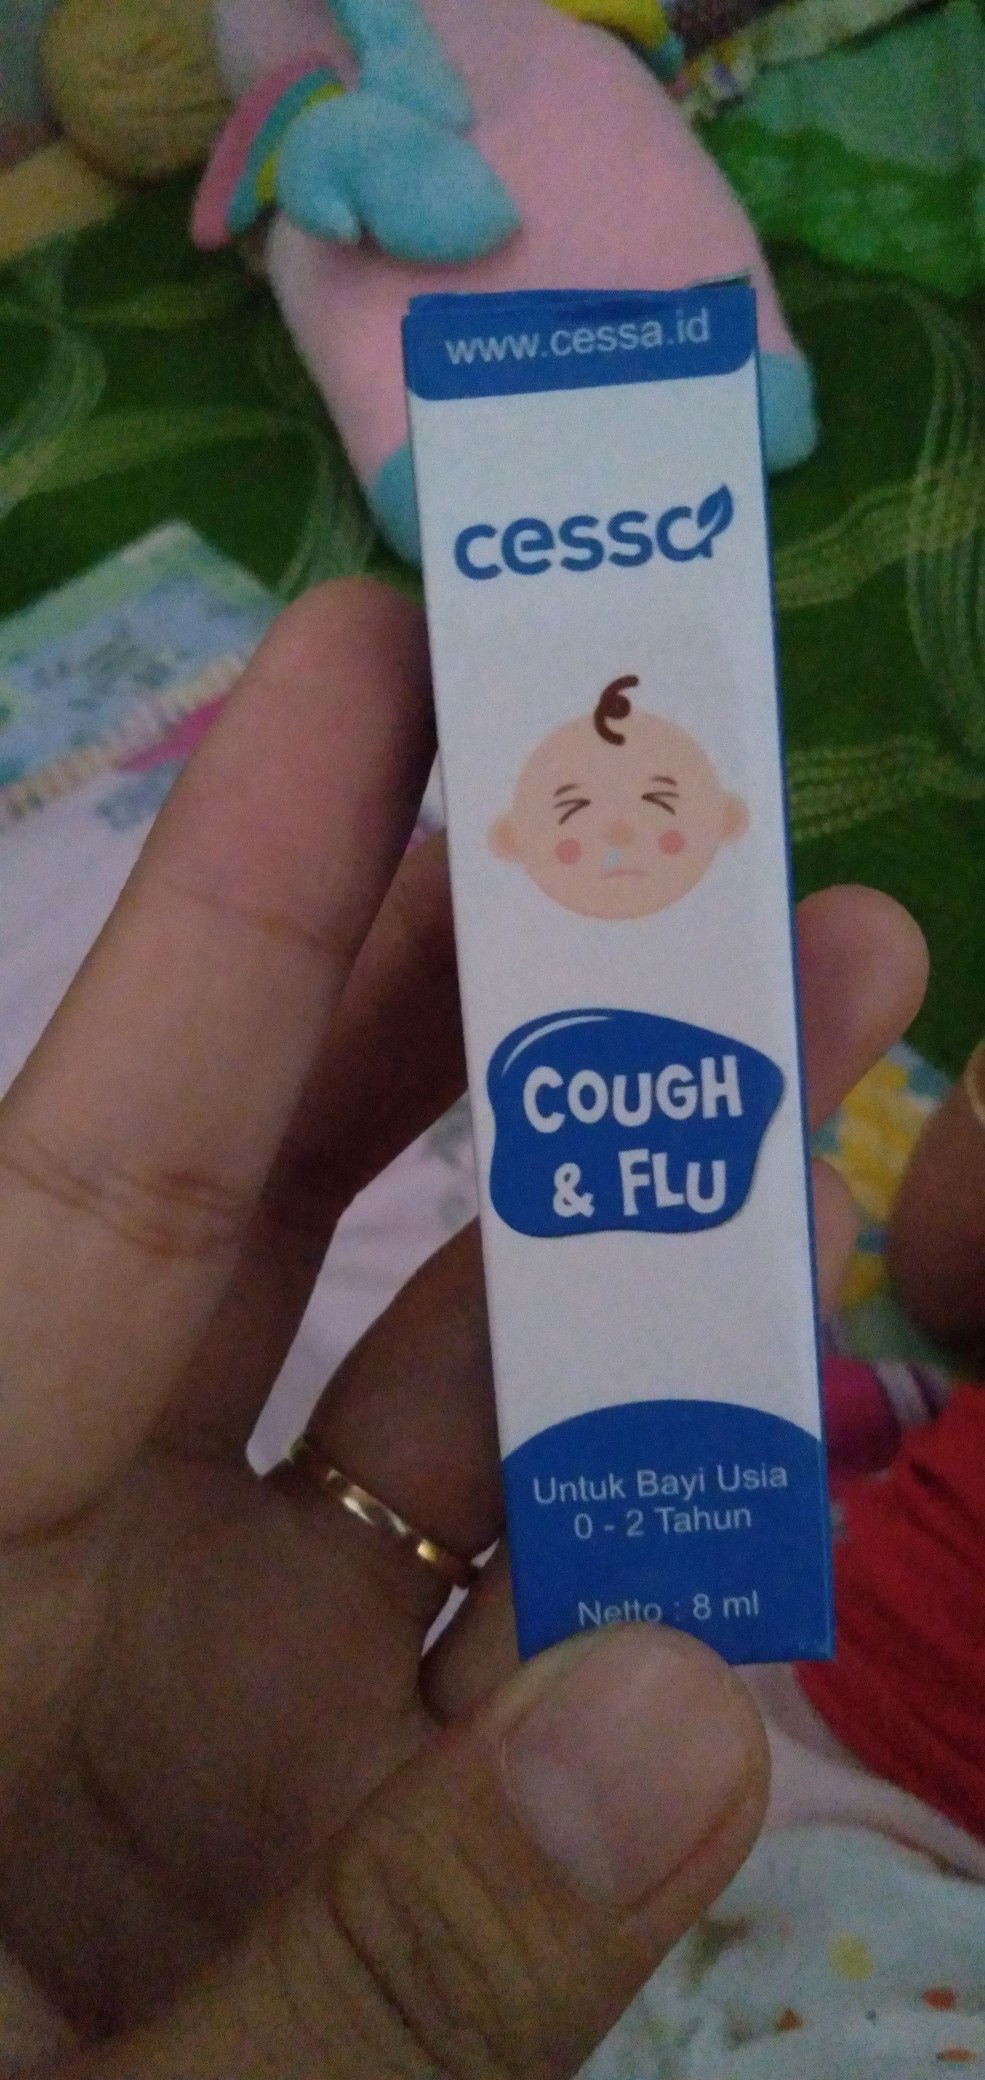 www.cessa.id
cessa
COUGH
& FLU
Untuk Bayi Usia
0 - 2 Tahun
Netto : 8 ml